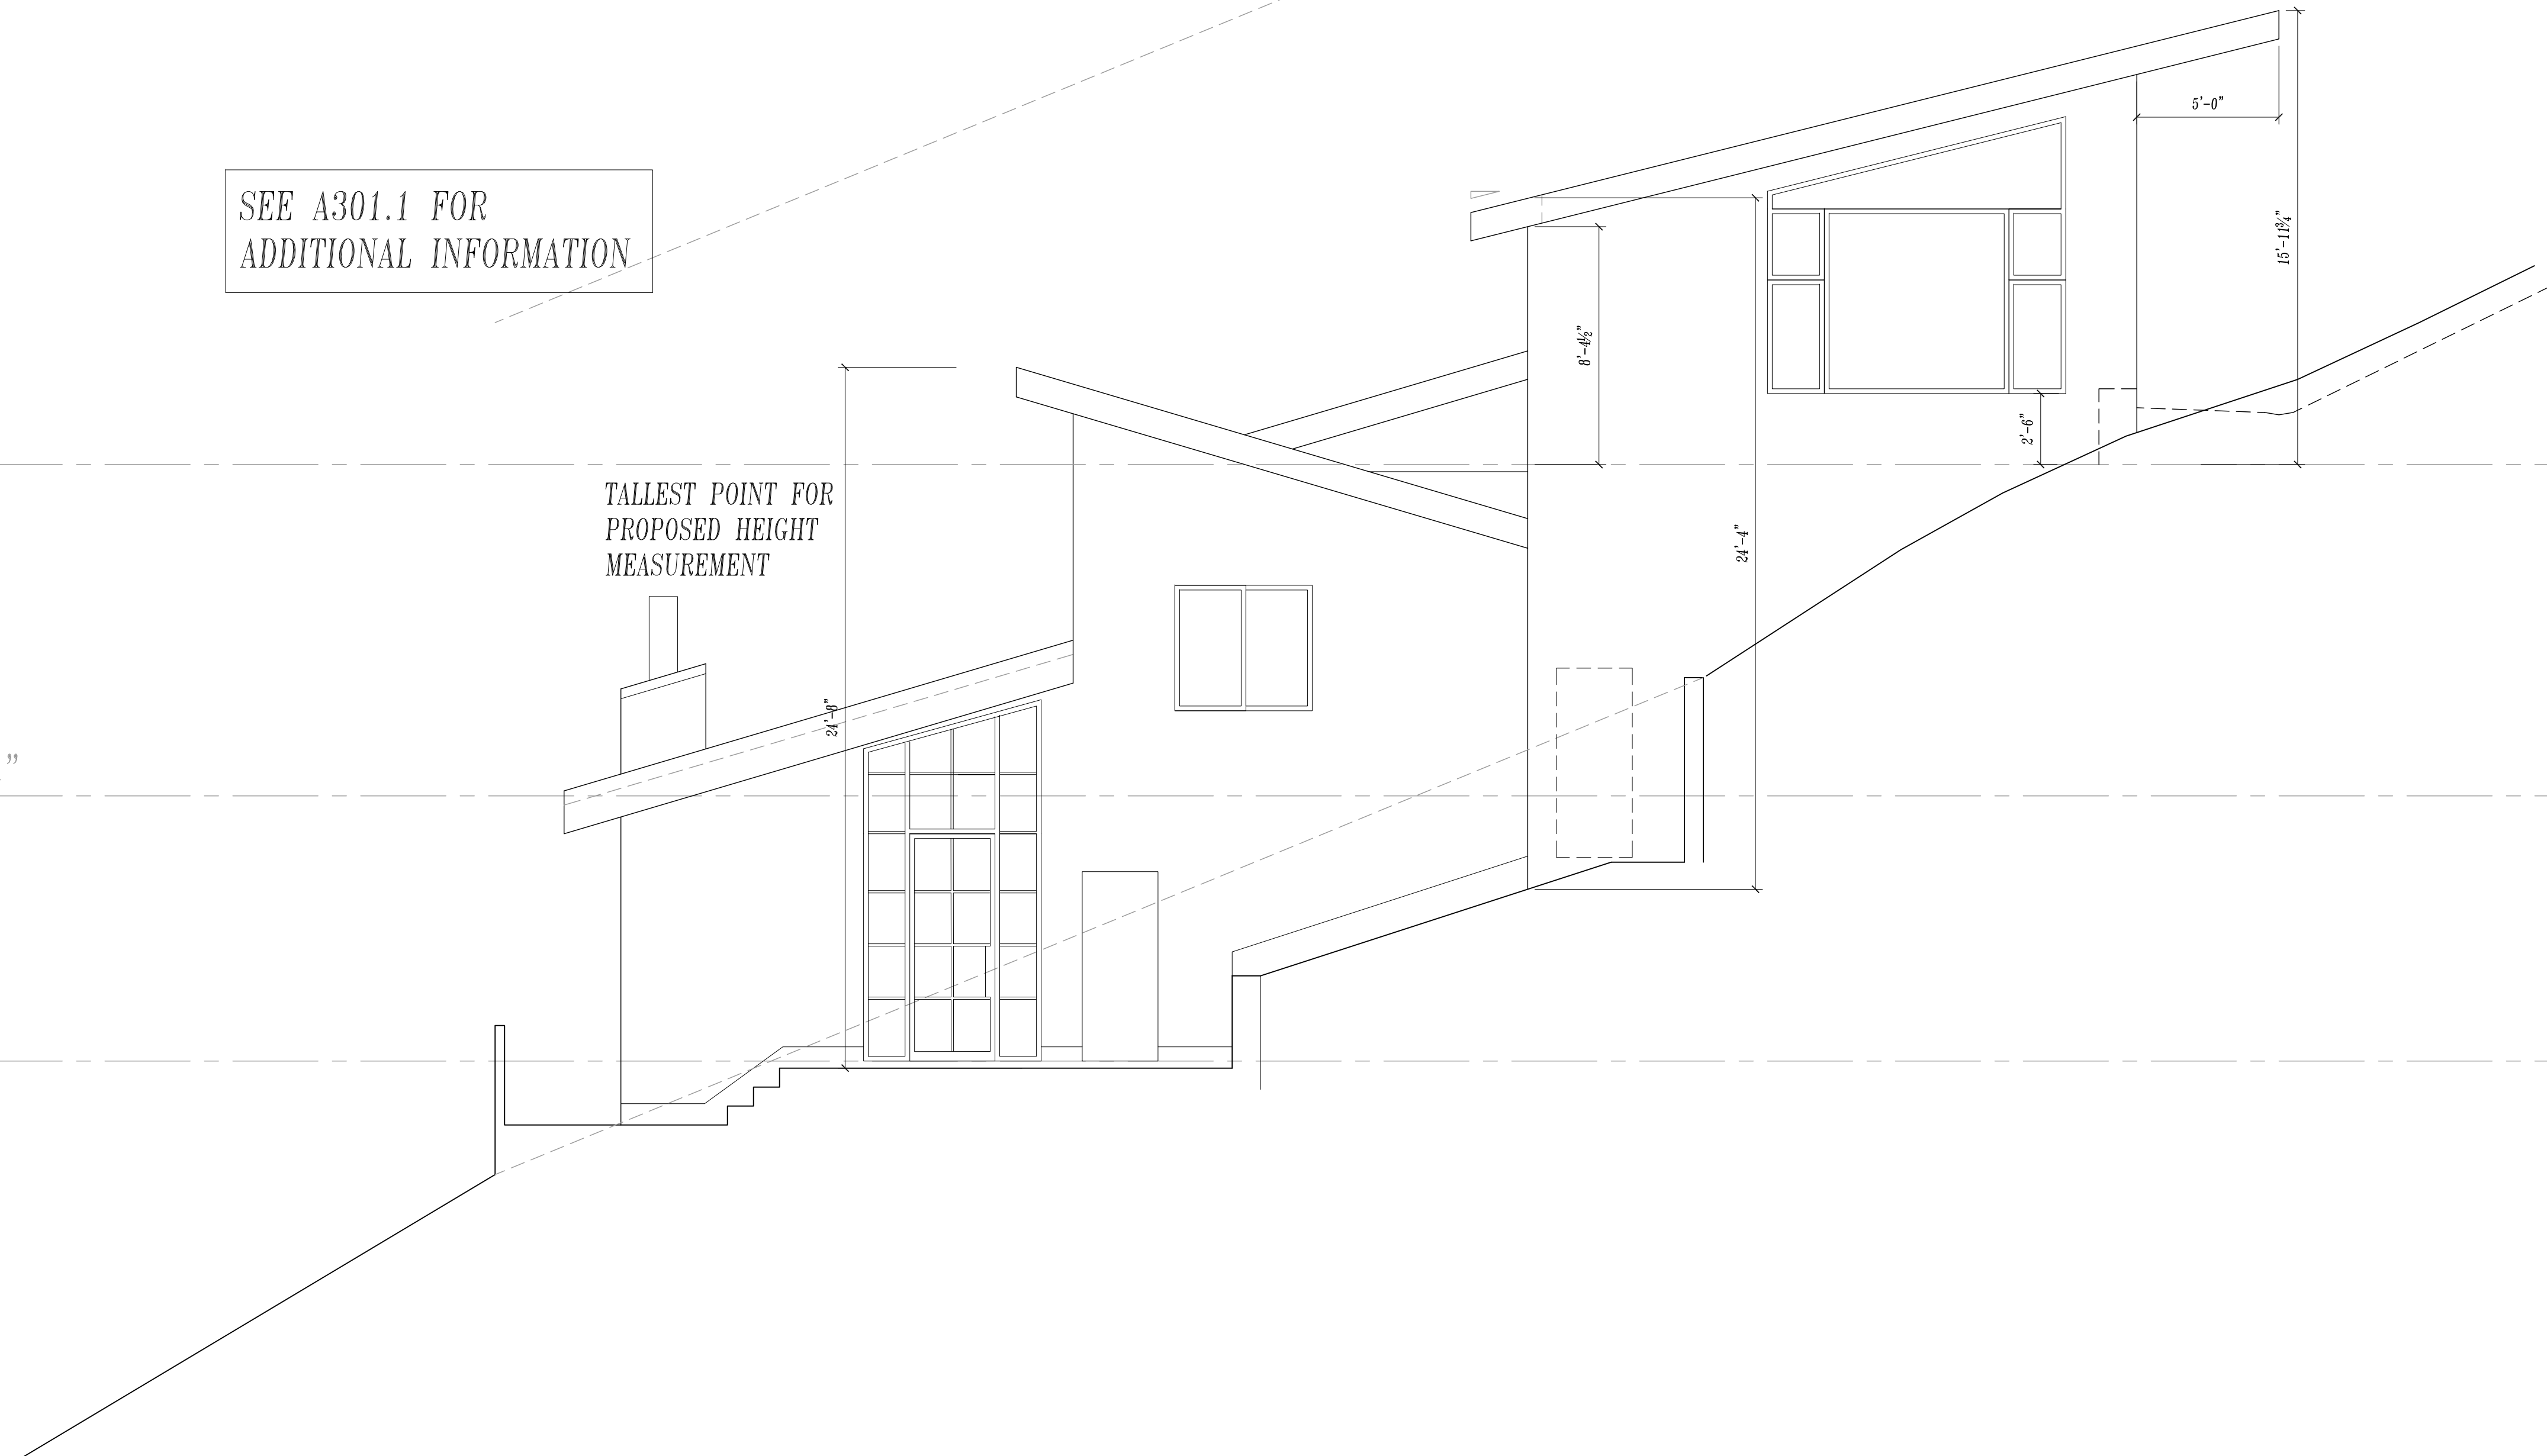 5'-0"
SEE A301.1 FOR
ADDITIONAL INFORMATION
15'-11¾"
8'-4½"
2'-6"
TALLEST POINT FOR
PROPOSED HEIGHT
MEASUREMENT
24'-4"
24'-8"
"